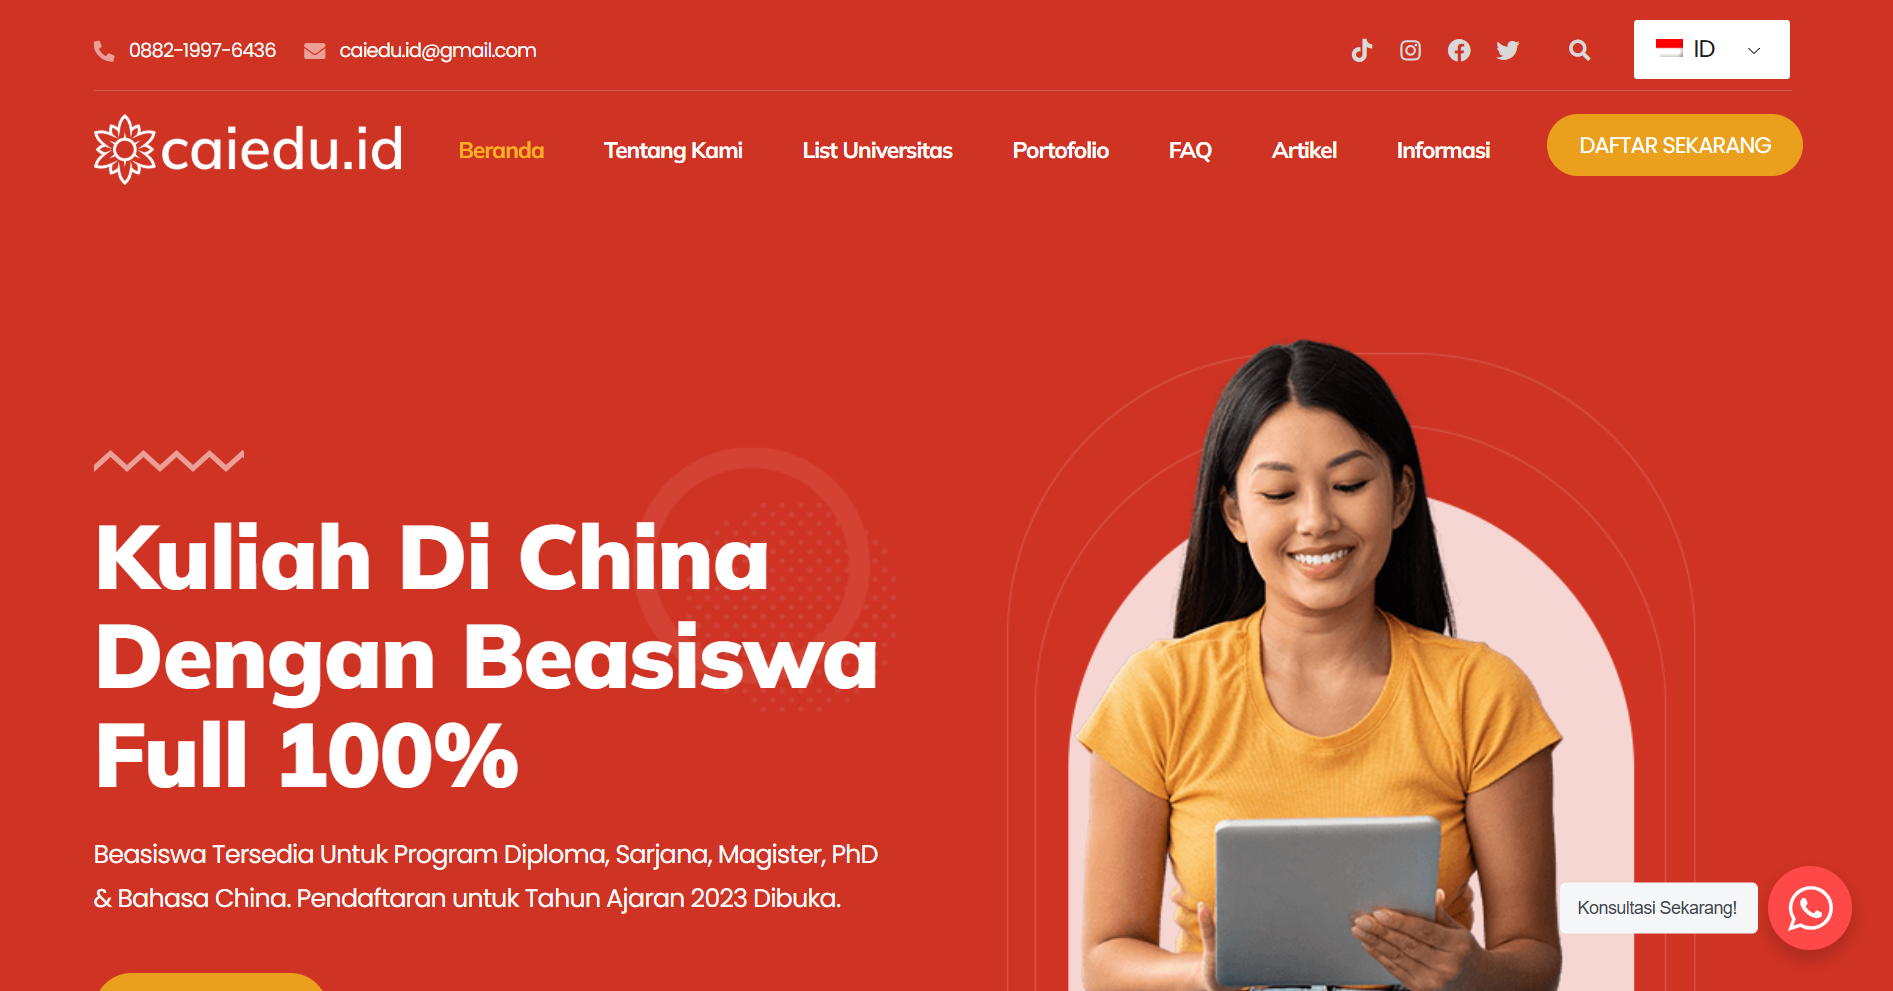 0882-1997-6436
caiedu.id@gmail.com
ID
caiedu.id
Beranda
Tentang Kami
List Universitas
Portofolio
FAQ
Artikel
Informasi
DAFTAR SEKARANG
Kuliah Di China
Dengan Beasiswa
Full 100%
Beasiswa Tersedia Untuk Program Diploma, Sarjana, Magister, PhD
& Bahasa China. Pendaftaran untuk Tahun Ajaran 2023 Dibuka.
Konsultasi Sekarang!